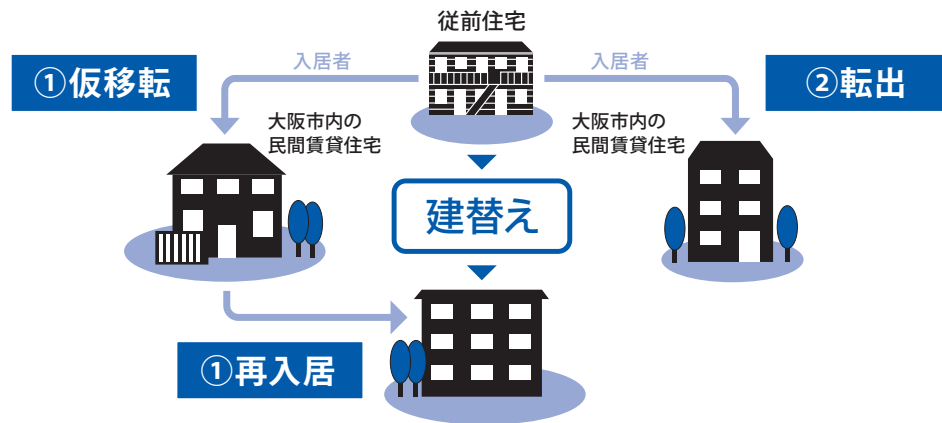 従前住宅
入居者
入居者
①仮移転
②転出
大阪市内の
民間賃貸住宅
大阪市内の
民間賃貸住宅
建替え
①再入居